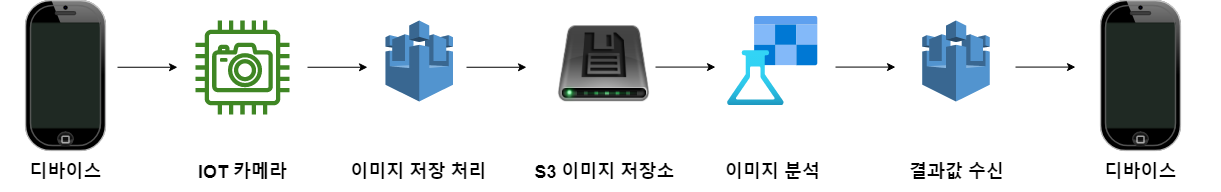 디바이스
IOT 카메라
이미지 저장 처리
S3 이미지 저장소
이미지 분석
결과값 수신
디바이스